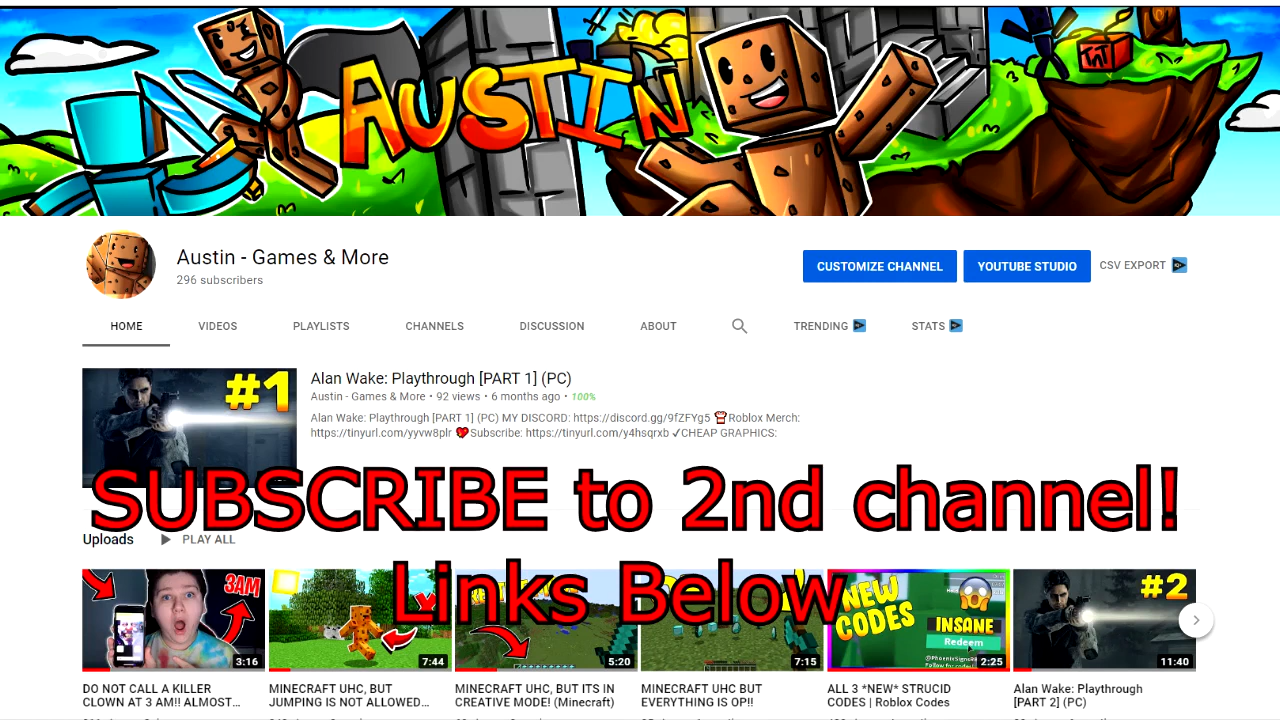 AUSTIN
TNT
Austin - Games & More
296 subscribers
CUSTOMIZE CHANNEL
YOUTUBE STUDIO
CSV EXPORT
HOME
VIDEOS
PLAYLISTS
CHANNELS
DISCUSSION
ABOUT
TRENDING
STATS
#1
Alan Wake: Playthrough [PART 1] (PC)
Austin - Games & More • 92 views • 6 months ago • 100%
Alan Wake: Playthrough [PART 1] (PC) MY DISCORD: https://discord.gg/9fZFYg5 Roblox Merch:
https://tinyurl.com/yyvw8plr Subscribe: https://tinyurl.com/y4hsqrxb ✓CHEAP GRAPHICS:
SUBSCRIBE to 2nd channel!
Uploads
PLAY ALL
Links Below
3AM
3:16
7:44
5:20
7:15
NEW
CODES
INSANE
Redeem
2:25
#2
11:40
DO NOT CALL A KILLER
CLOWN AT 3 AM!! ALMOST...
MINECRAFT UHC, BUT
JUMPING IS NOT ALLOWED...
MINECRAFT UHC, BUT ITS IN
CREATIVE MODE! (Minecraft)
MINECRAFT UHC BUT
EVERYTHING IS OP!!
ALL 3 *NEW* STRUCID
CODES | Roblox Codes
Alan Wake: Playthrough
[PART 2] (PC)